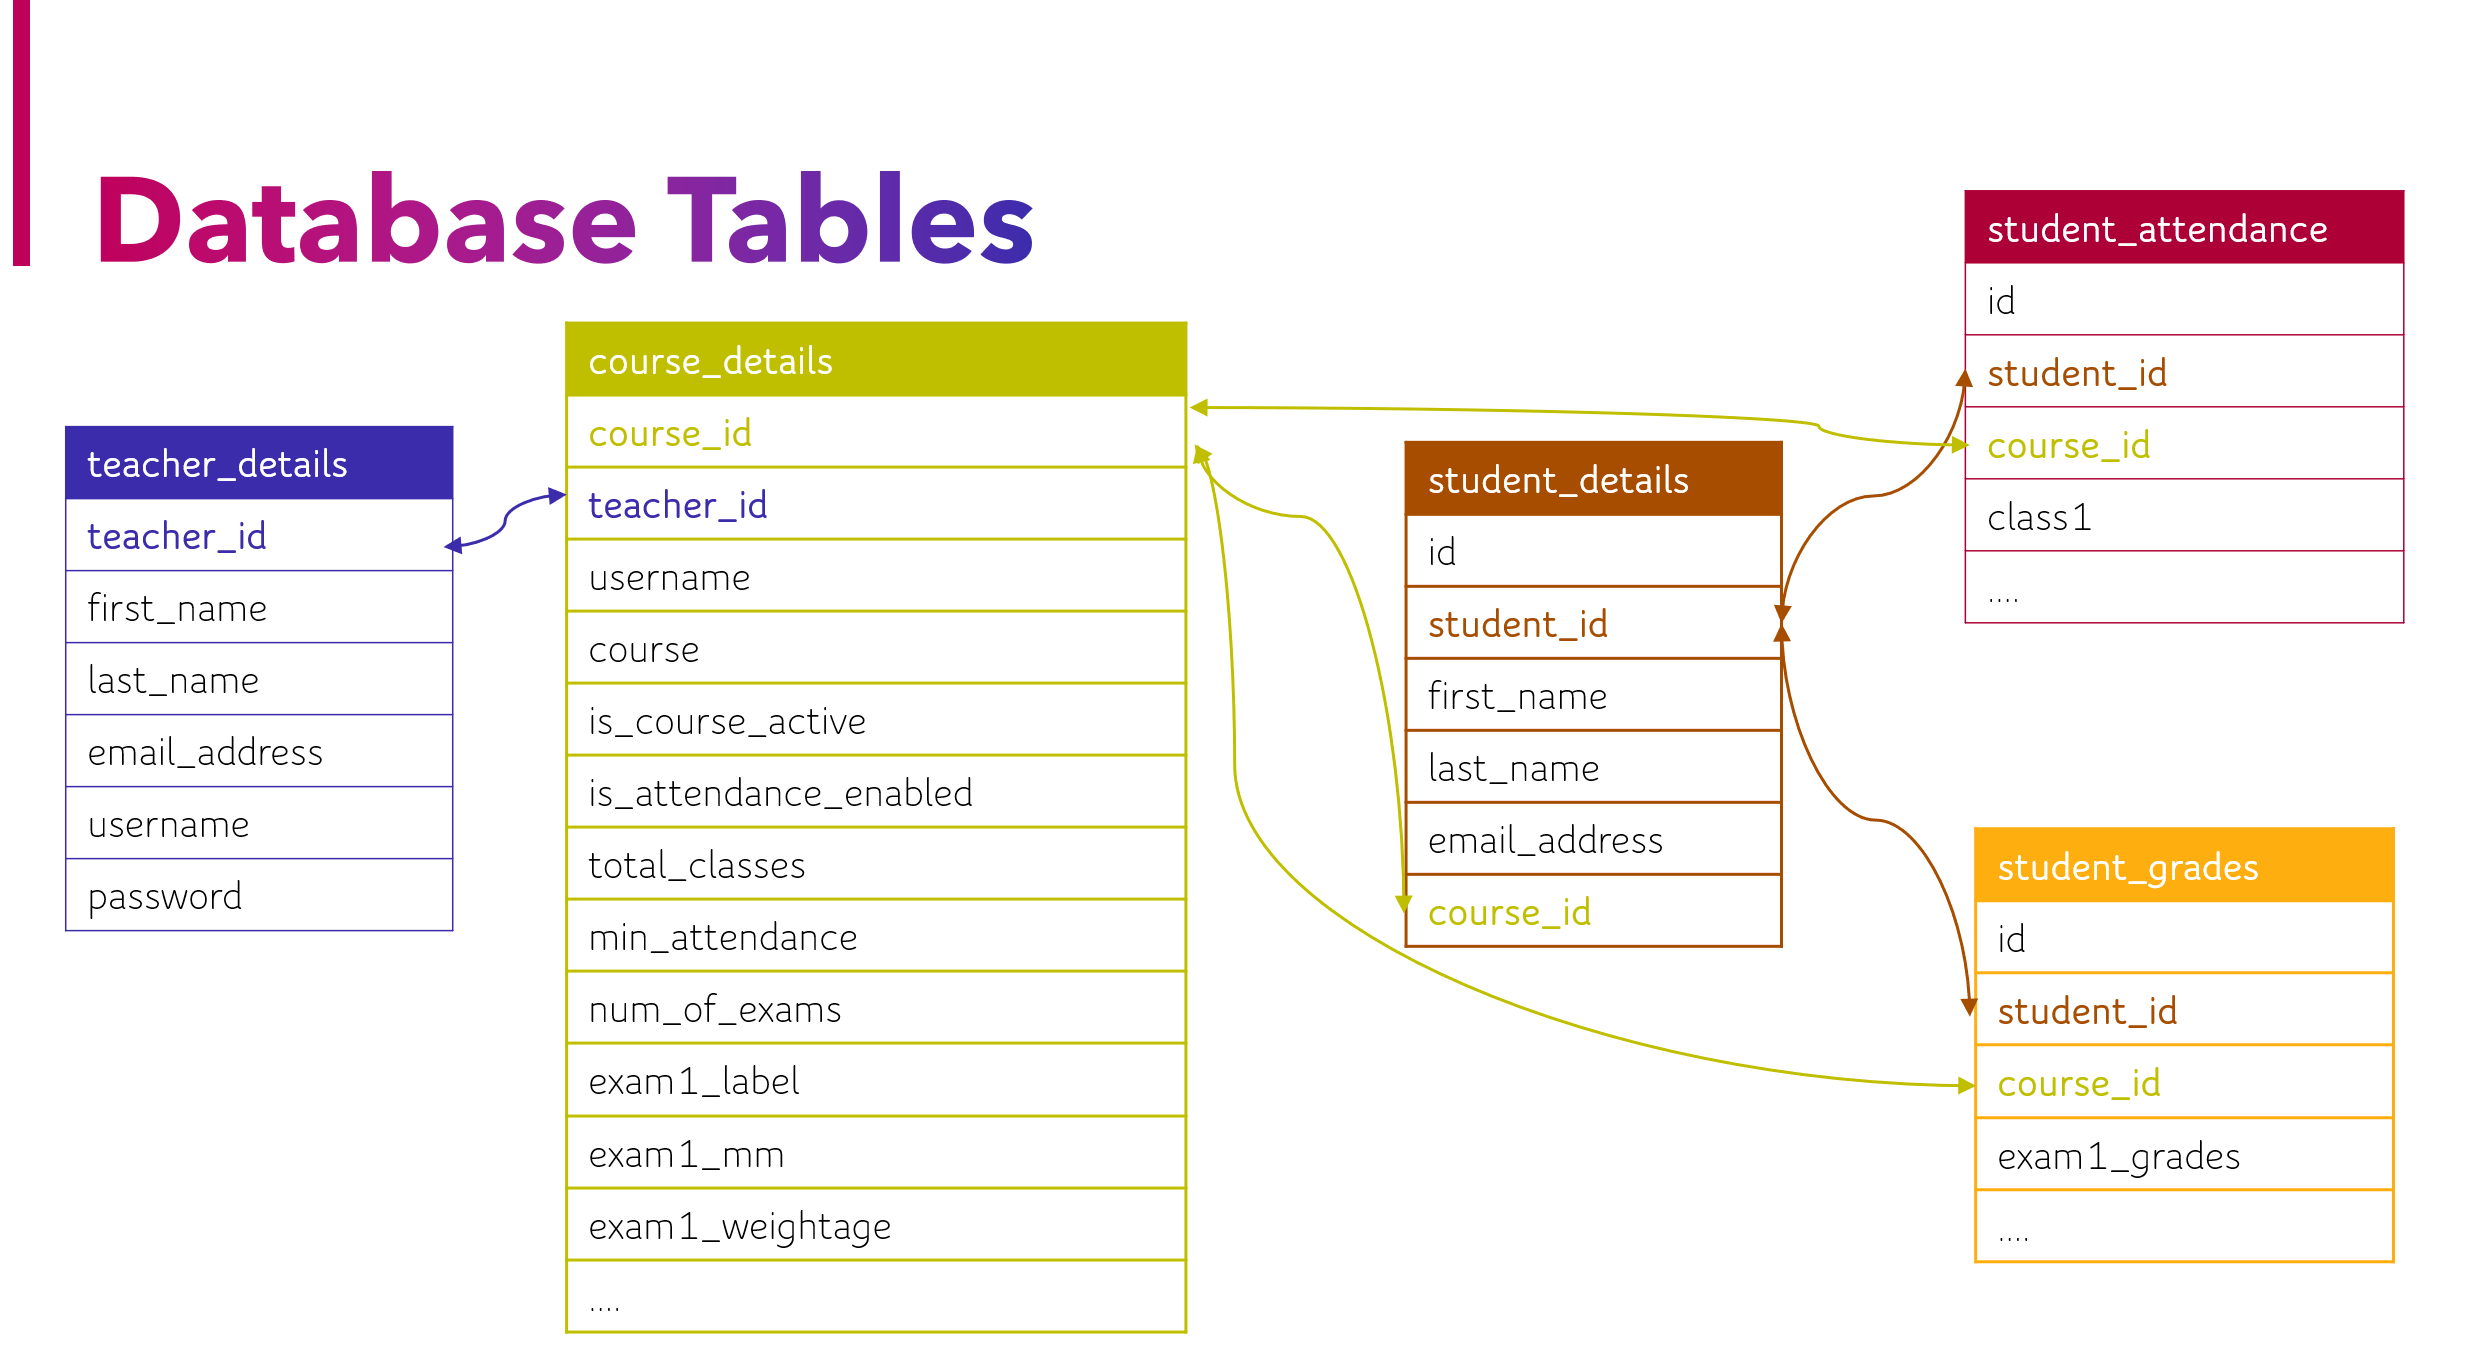 Database Tables
teacher_details
teacher_id
first_name
last_name
email_address
username
password
course_details
course_id
teacher_id
username
course
is_course_active
is_attendance_enabled
total_classes
min_attendance
num_of_exams
exam1_label
exam1_mm
exam1_weightage
....
student_details
id
student_id
first_name
last_name
email_address
course_id
student_attendance
id
student_id
course_id
class1
....
student_grades
id
student_id
course_id
exam1_grades
....